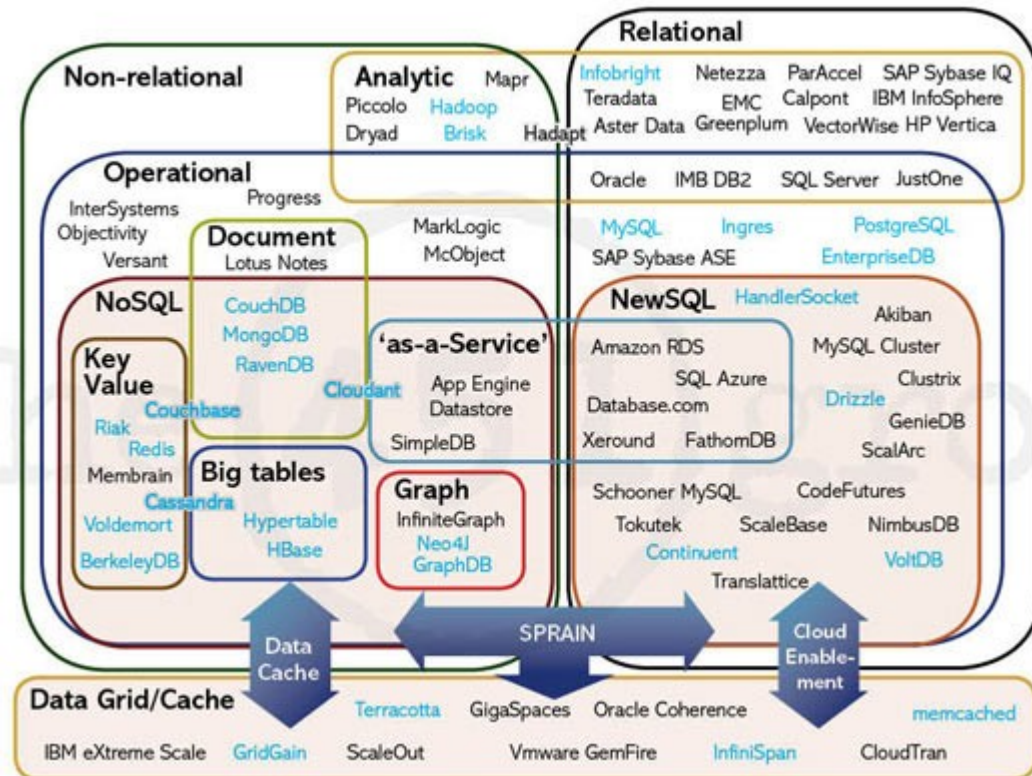 Relational
Non-relational
Analytic
Mapr
Piccolo
Hadoop
Dryad
Brisk
Hadapt
Infobright
Netezza
ParAccel
SAP Sybase IQ
Teradata
EMC
Calpont
IBM InfoSphere
Aster Data
Greenplum
VectorWise
HP Vertica
Operational
Oracle
IMB DB2
SQL Server
JustOne
InterSystems
Progress
Objectivity
Versant
Document
Lotus Notes
MarkLogic
McObject
MySQL
Ingres
PostgreSQL
SAP Sybase ASE
EnterpriseDB
NoSQL
CouchDB
MongoDB
RavenDB
Key
Value
Couchbase
Riak
Redis
Membrain
Cassandra
Voldemort
BerkeleyDB
Cloudant
'as-a-Service'
App Engine
Datastore
SimpleDB
Big tables
Hypertable
HBase
Graph
InfiniteGraph
Neo4J
GraphDB
NewSQL
HandlerSocket
Akiban
Amazon RDS
MySQL Cluster
SQL Azure
Clustrix
Database.com
Drizzle
GenieDB
Xeround
FathomDB
ScalArc
Schooner MySQL
CodeFutures
Tokutek
ScaleBase
NimbusDB
Continuent
VoltDB
Translattice
Data
Cache
SPRAIN
Cloud
Enable-
ment
Data Grid/Cache
Terracotta
GigaSpaces
Oracle Coherence
memcached
IBM eXtreme Scale
GridGain
ScaleOut
Vmware GemFire
InfiniSpan
CloudTran